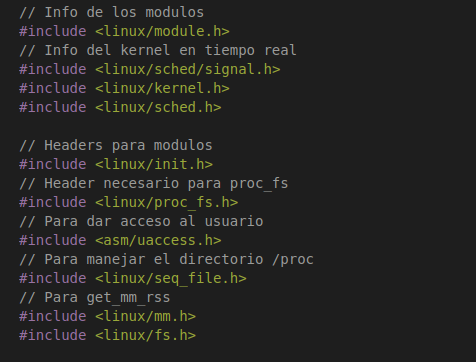 // Info de los modulos
#include <linux/module.h>
// Info del kernel en tiempo real
#include <linux/sched/signal.h>
#include <linux/kernel.h>
#include <linux/sched.h>
// Headers para modulos
#include <linux/init.h>
// Header necesario para proc_fs
#include <linux/proc_fs.h>
// Para dar acceso al usuario
#include <asm/uaccess.h>
// Para manejar el directorio /proc
#include <linux/seq_file.h>
// Para get_mm_rss
#include <linux/mm.h>
#include <linux/fs.h>